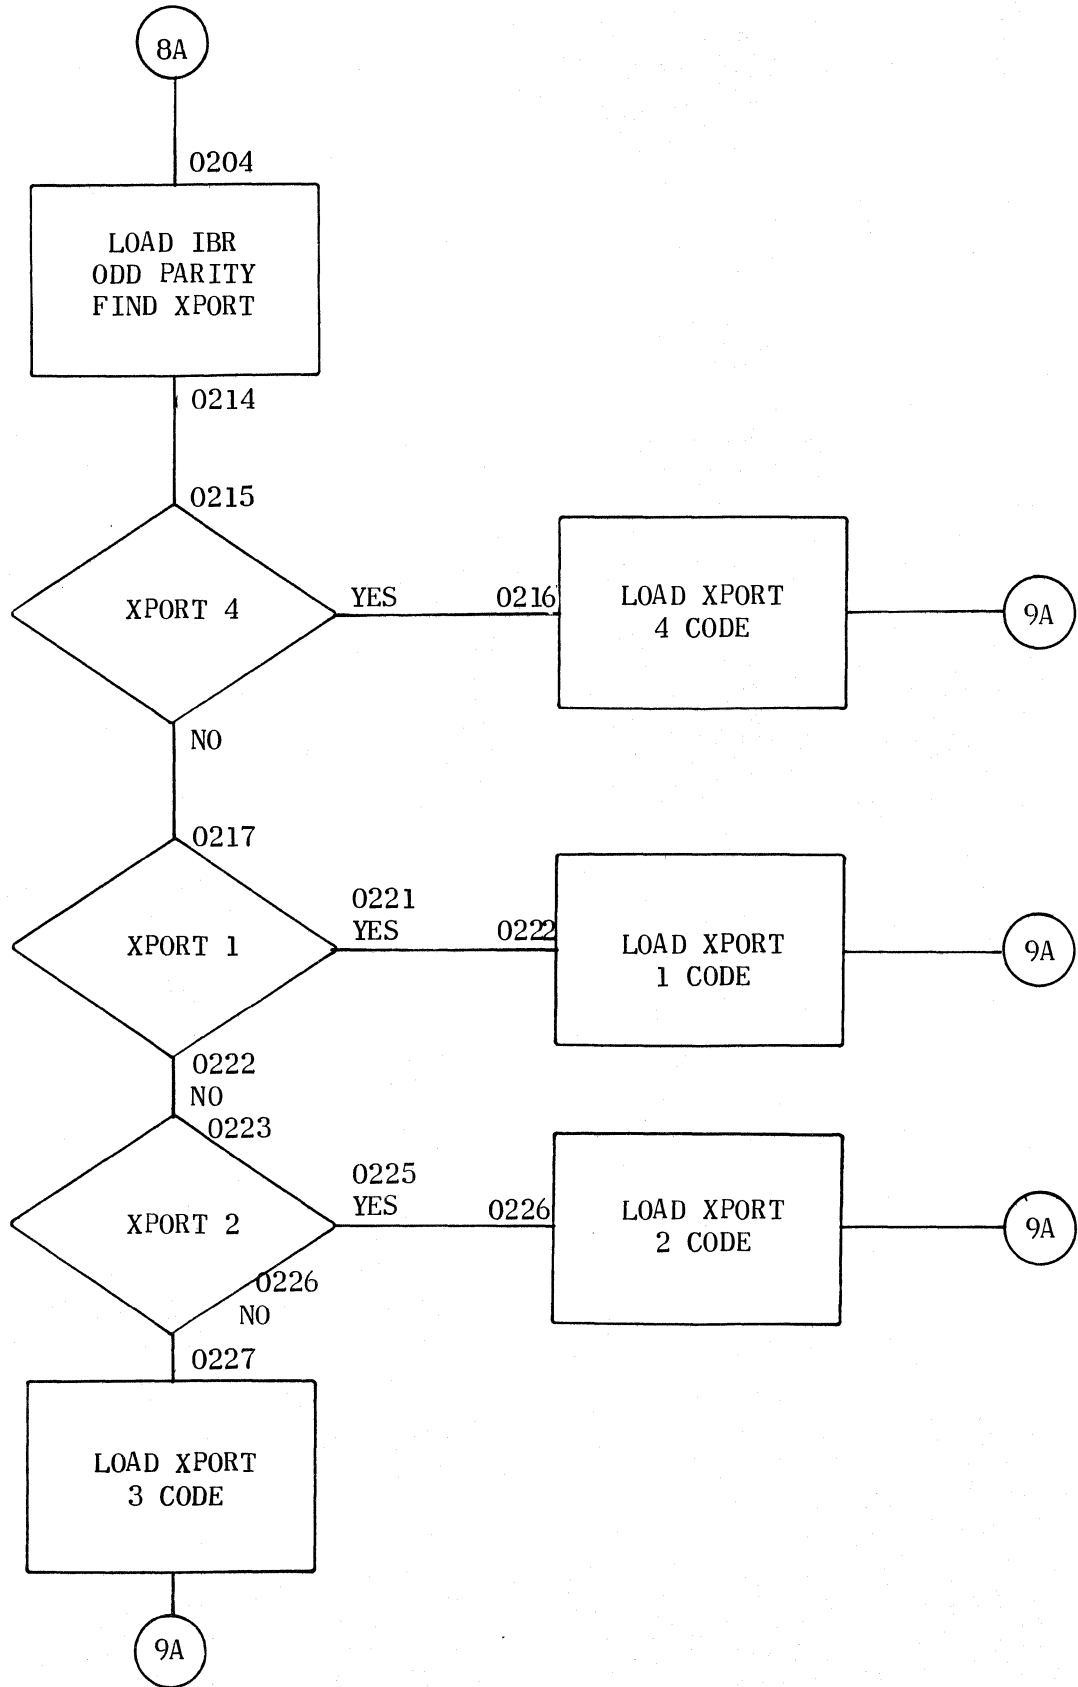 8A
0204
LOAD IBR
ODD PARITY
FIND XPORT
0214
0215
XPORT 4
YES
0216
LOAD XPORT
4 CODE
9A
NO
0217
XPORT 1
0221
YES
0222
LOAD XPORT
1 CODE
9A
0222
NO
0223
XPORT 2
0225
YES
0226
LOAD XPORT
2 CODE
9A
0226
NO
0227
LOAD XPORT
3 CODE
9A